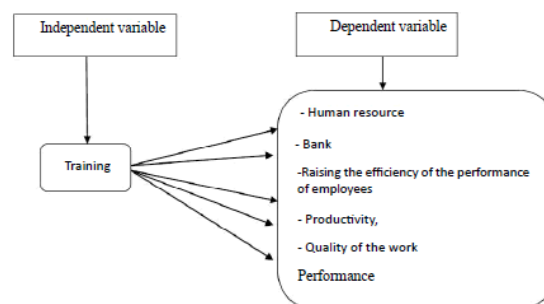 Independent variable
Dependent variable
Training
- Human resource
- Bank
-Raising the efficiency of the performance
of employees
- Productivity,
- Quality of the work
Performance